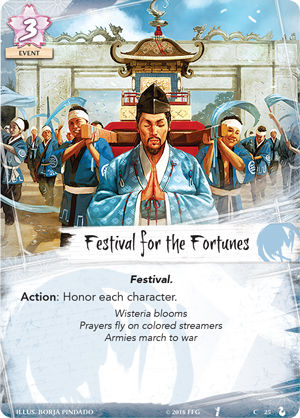 3
EVENT
Festival for the Fortunes
Festival.
Action: Honor each character.
Wisteria blooms
Prayers fly on colored streamers
Armies march to war
ILLUS. BORJA PINDADO
© 2018 FFG
C 25